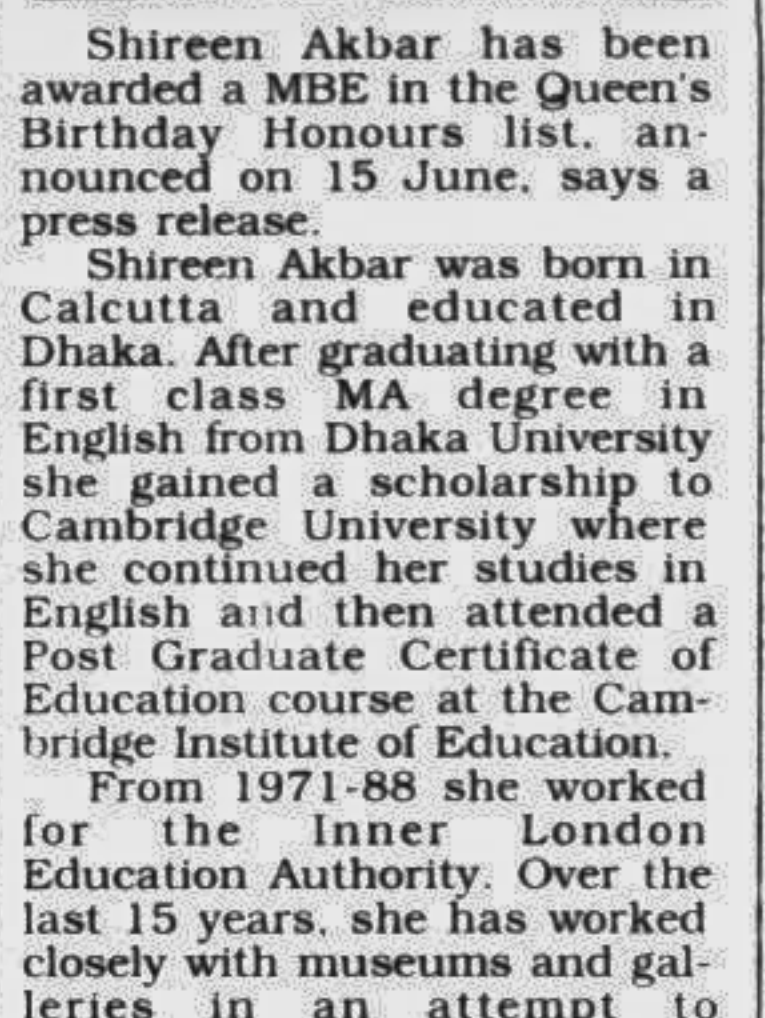 Shireen Akbar has been
awarded a MBE in the Queen's
Birthday Honours list, an-
nounced on 15 June, says a
press release.
Shireen Akbar was born in
Calcutta and educated in
Dhaka. After graduating with a
first class MA degree in
English from Dhaka University
she gained a scholarship to
Cambridge University where
she continued her studies in
English and then attended a
Post Graduate Certificate of
Education course at the Cam-
bridge Institute of Education.
From 1971-88 she worked
for the Inner London
Education Authority. Over the
last 15 years, she has worked
closely with museums and gal-
leries in an attempt to